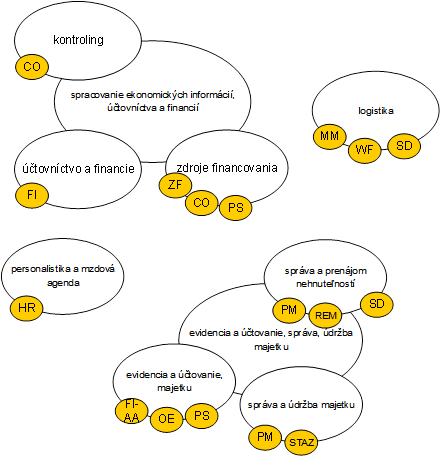 kontroling
CO
spracovanie ekonomických informácií,
účtovníctva a financií
logistika
MM
WF
SD
účtovníctvo a financie
FI
zdroje financovania
ZF
CO
PS
personalistika a mzdová
agenda
HR
správa a prenájom
nehnuteľností
PM
REM
SD
evidencia a účtovanie, správa, údržba
majetku
evidencia a účtovanie,
majetku
FI-
AA
OE
PS
správa a údržba majetku
PM
STAZ